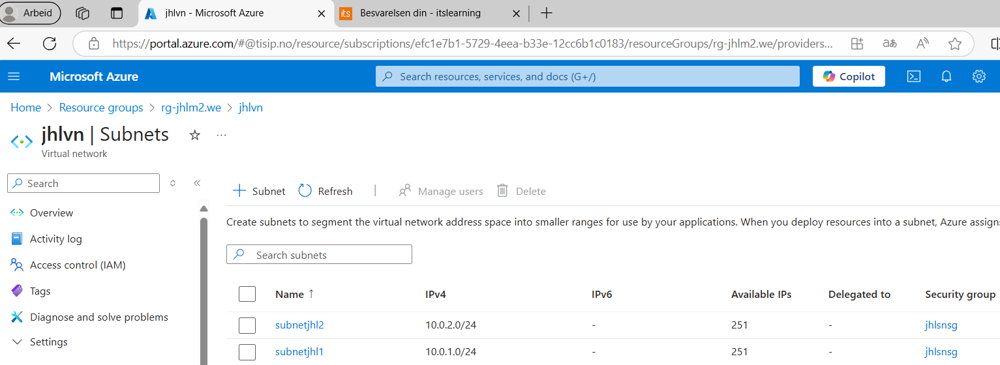 Arbeid
jhlvn - Microsoft Azure
its
Besvarelsen din - itslearning
https://portal.azure.com/#@tisip.no/resource/subscriptions/efc1e7b1-5729-4eea-b33e-12cc6b1c0183/resourceGroups/rg-jhlm2.we/providers...
aあ
A
Microsoft Azure
Search resources, services, and docs (G+/)
Copilot
Home > Resource groups > rg-jhlm2.we > jhlvn
jhlvn | Subnets ...
Virtual network
Search
Subnet Refresh | Manage users Delete
Overview
Activity log
Access control (IAM)
Tags
Diagnose and solve problems
Settings
Create subnets to segment the virtual network address space into smaller ranges for use by your applications. When you deploy resources into a subnet, Azure assigns
Search subnets
Name ↑ IPv4 IPv6 Available IPs Delegated to Security group
subnetjhl2 10.0.2.0/24 - 251 - jhlsnsg
subnetjhl1 10.0.1.0/24 - 251 - jhlsnsg